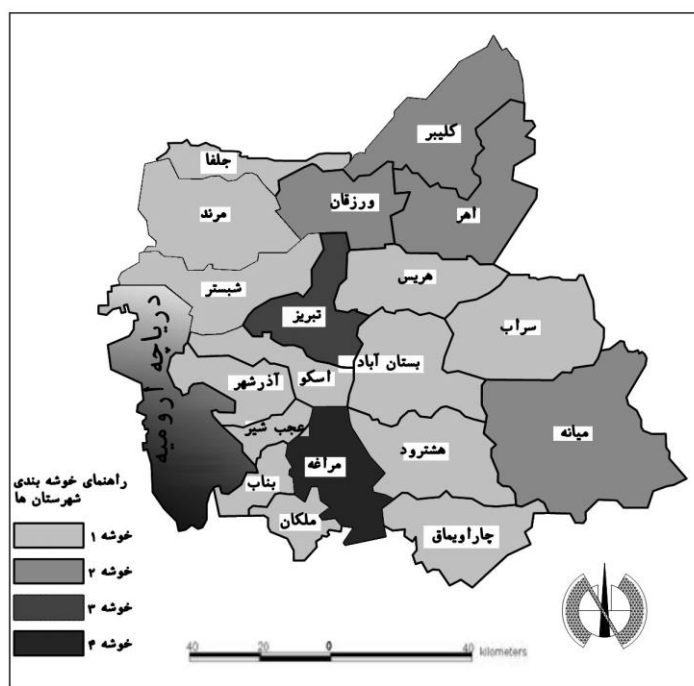 کلیبر
جلفا
ورزقان
اهر
مرند
هریس
شبستر
تبریز
سراب
بستان آباد
اسکو
آذرشهر
دریاچه ارومیه
میانه
عجب شیر
هشترود
مراغه
بناب
ملکان
چاراویماق
راهنمای خوشه بندی
شهرستان ها
خوشه ۱
خوشه ۲
خوشه ۳
خوشه ۴
40 20 0 40
kilometers